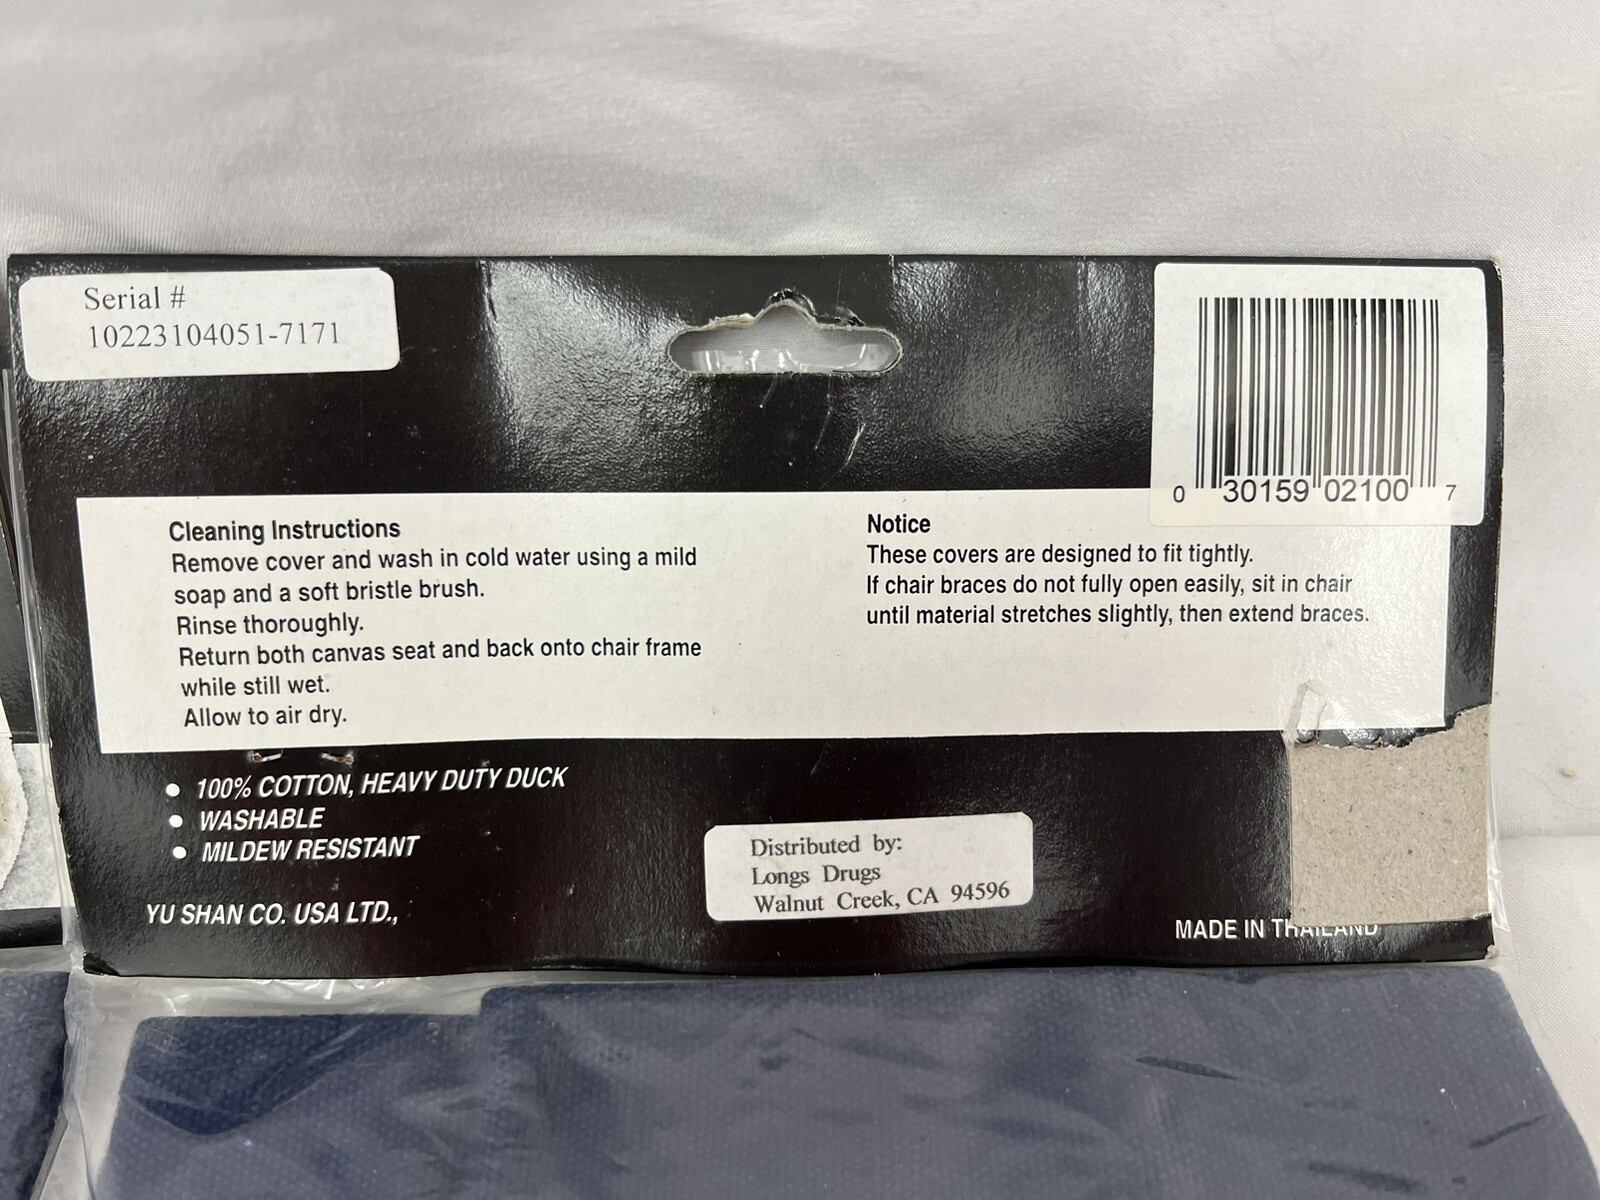 Serial #
10223104051-7171
0 30159 02100 7
Cleaning Instructions
Remove cover and wash in cold water using a mild
soap and a soft bristle brush.
Rinse thoroughly.
Return both canvas seat and back onto chair frame
while still wet.
Allow to air dry.
Notice
These covers are designed to fit tightly.
If chair braces do not fully open easily, sit in chair
until material stretches slightly, then extend braces.
• 100% COTTON, HEAVY DUTY DUCK
• WASHABLE
• MILDEW RESISTANT
YU SHAN CO. USA LTD.,
Distributed by:
Longs Drugs
Walnut Creek, CA 94596
MADE IN THAILAND